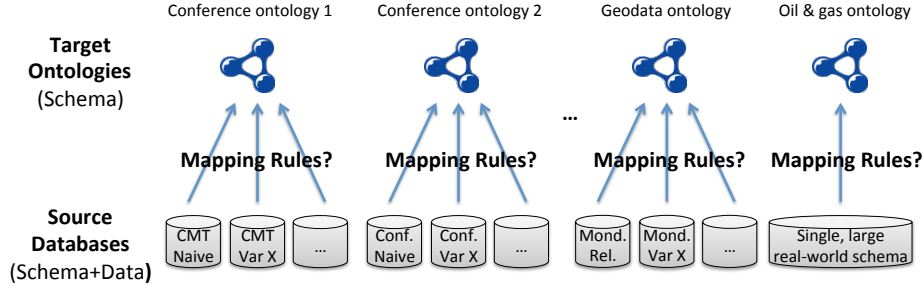 Conference ontology 1 Conference ontology 2 Geodata ontology Oil & gas ontology
Target
Ontologies
(Schema)
...
Mapping Rules? Mapping Rules? Mapping Rules? Mapping Rules?
Source
Databases
(Schema+Data)
CMT
Naive
CMT
Var X
...
Conf.
Naive
Conf.
Var X
...
Mond.
Rel.
Mond.
Var X
...
Single, large
real-world schema